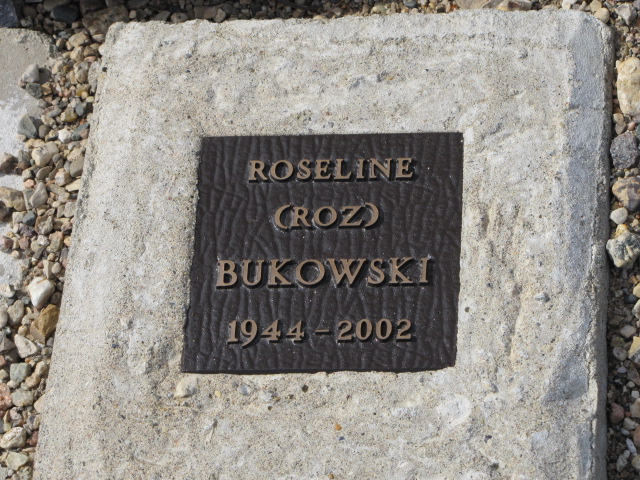 ROSELINE
(ROZ)
BUKOWSKI
1944-2002